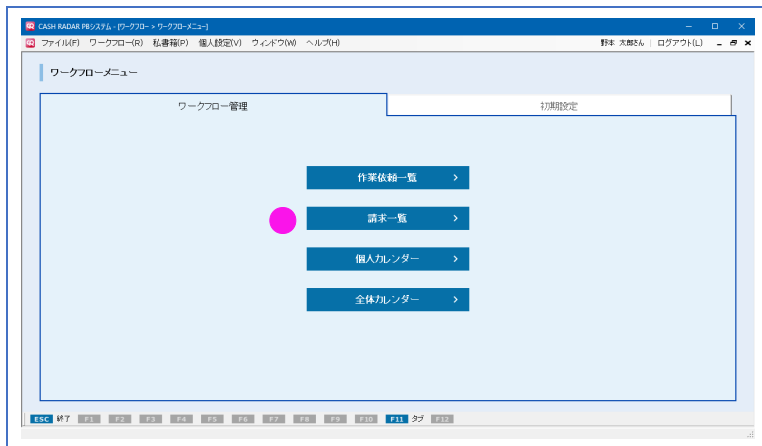 CASH RADAR PBシステム - [ワークフロー > ワークフローメニュー]
ファイル(F) ワークフロー(R) 私書箱(P) 個人設定(V) ウィンドウ(W) ヘルプ(H) 野本 太郎さん ログアウト(L)
ワークフローメニュー
ワークフロー管理 初期設定
作業依頼一覧
請求一覧
個人カレンダー
全体カレンダー
ESC 終了 F1 F2 F3 F4 F5 F6 F7 F8 F9 F10 F11 タブ F12